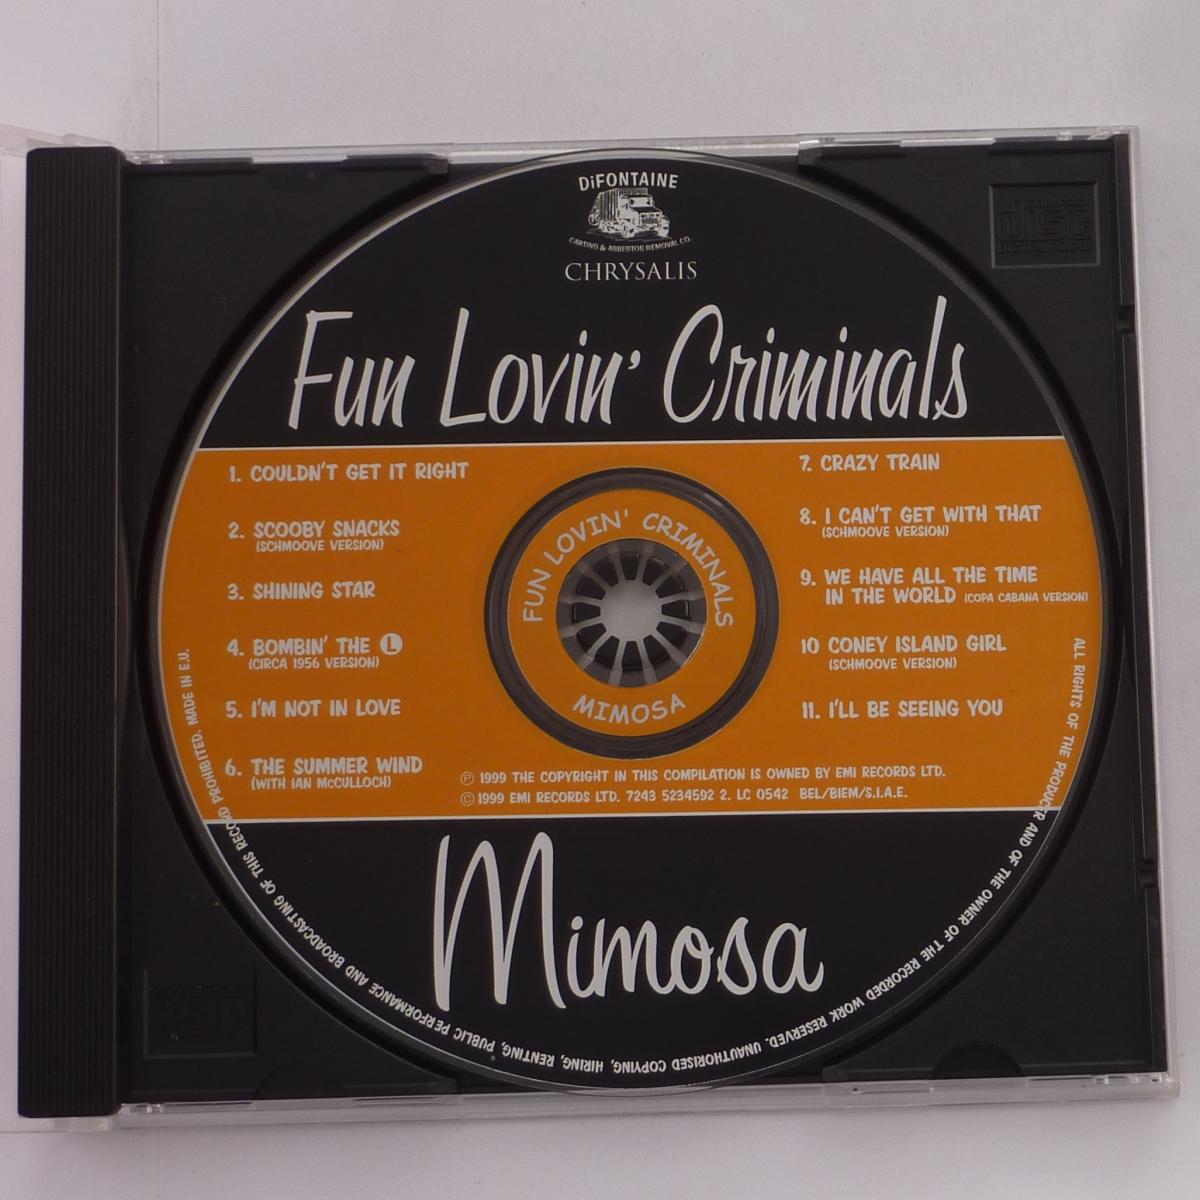 DiFONTAINE
CARTING & ABBERTOS REMOVAL CO.
CHRYSALIS
COMPACT
disc
DIGITAL AUDIO
Fun Lovin' Criminals
1. COULDN'T GET IT RIGHT
2. SCOOBY SNACKS
(SCHMOOVE VERSION)
3. SHINING STAR
4. BOMBIN' THE L
(CIRCA 1956 VERSION)
5. I'M NOT IN LOVE
6. THE SUMMER WIND
(WITH IAN McCULLOCH)
FUN LOVIN' CRIMINALS
MIMOSA
7. CRAZY TRAIN
8. I CAN'T GET WITH THAT
(SCHMOOVE VERSION)
9. WE HAVE ALL THE TIME
IN THE WORLD (COPA CABANA VERSION)
10 CONEY ISLAND GIRL
(SCHMOOVE VERSION)
11. I'LL BE SEEING YOU
℗ 1999 THE COPYRIGHT IN THIS COMPILATION IS OWNED BY EMI RECORDS LTD.
© 1999 EMI RECORDS LTD. 7243 5234592 2. LC 0542 BEL/BIEM/S.I.A.E.
Mimosa
ALL RIGHTS OF THE PRODUCER AND OF THE OWNER OF THE RECORDED WORK RESERVED. UNAUTHORISED COPYING, HIRING, RENTING, PUBLIC PERFORMANCE AND BROADCASTING OF THIS RECORD PROHIBITED. MADE IN E.U.